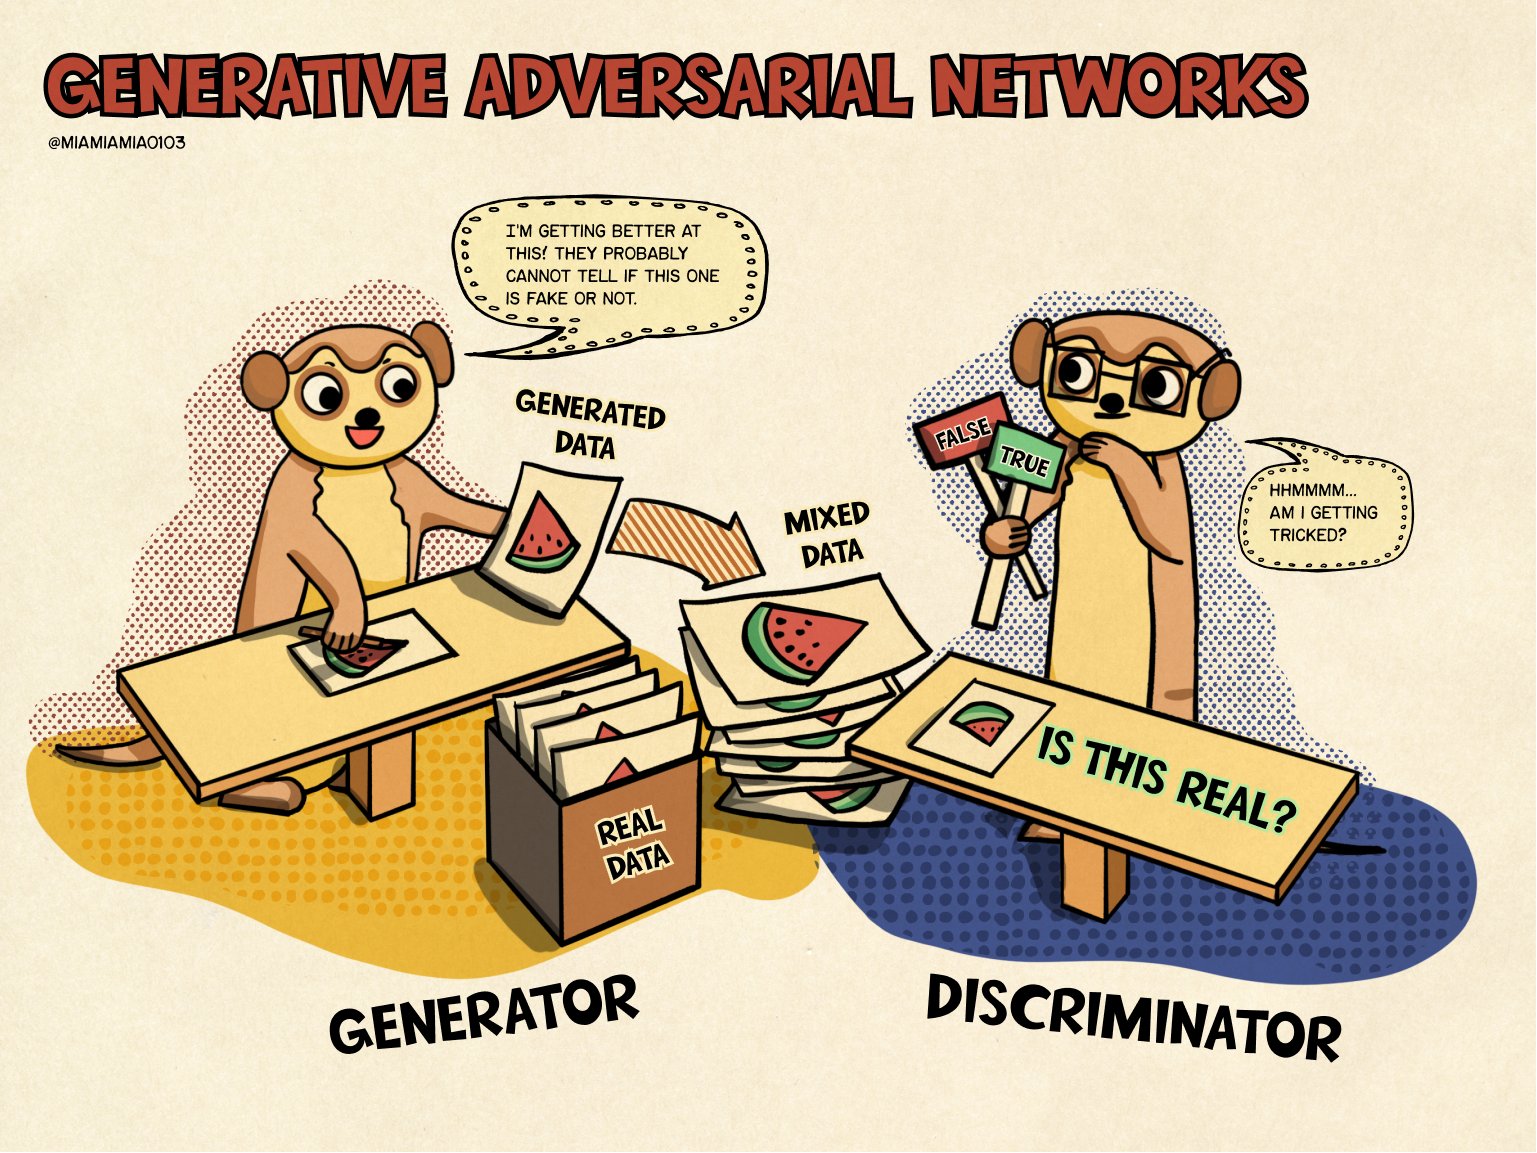 GENERATIVE ADVERSARIAL NETWORKS
@MIAMIAMIA0103
I'M GETTING BETTER AT
THIS! THEY PROBABLY
CANNOT TELL IF THIS ONE
IS FAKE OR NOT.
GENERATED
DATA
MIXED
DATA
FALSE
TRUE
HHMMMM...
AM I GETTING
TRICKED?
IS THIS REAL?
REAL
DATA
GENERATOR
DISCRIMINATOR